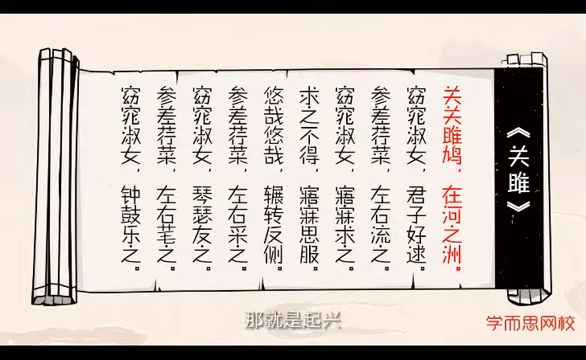 《关雎》
关关雎鸠，在河之洲。
窈窕淑女，君子好逑。
参差荇菜，左右流之。
窈窕淑女，寤寐求之。
求之不得，寤寐思服。
悠哉悠哉，辗转反侧。
参差荇菜，左右采之。
窈窕淑女，琴瑟友之。
参差荇菜，左右芼之。
窈窕淑女，钟鼓乐之。
那就是起兴
学而思网校